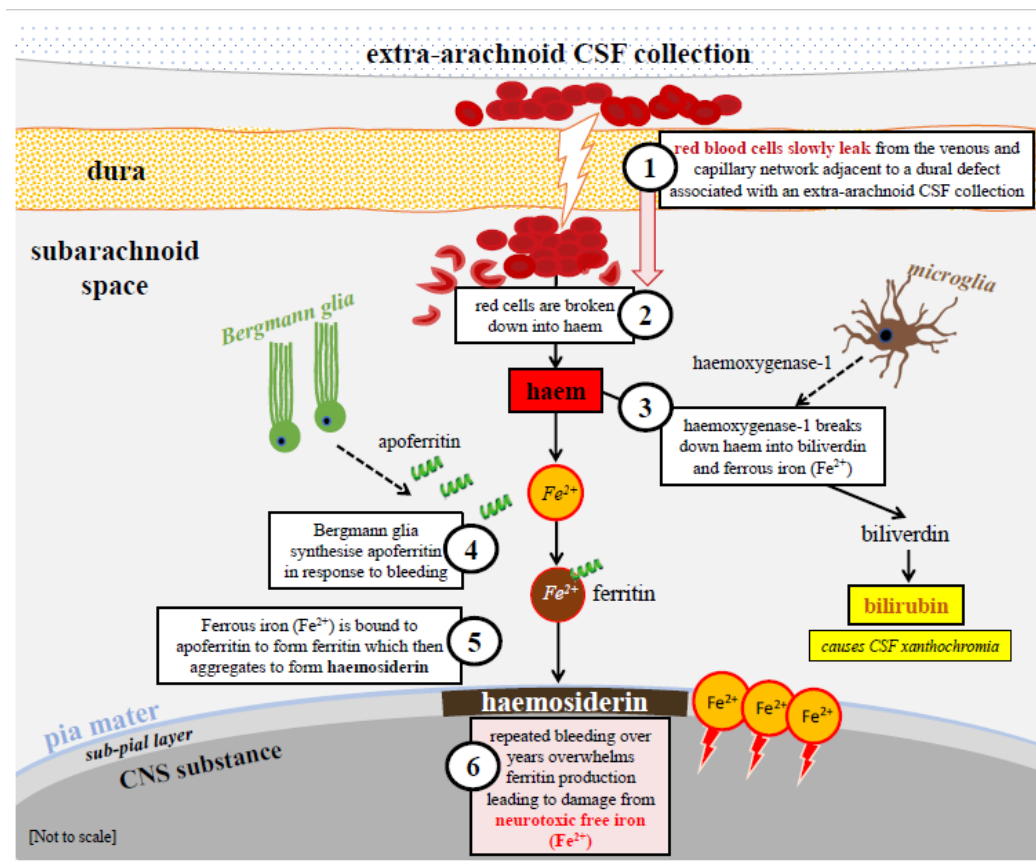 extra-arachnoid CSF collection
dura
1
red blood cells slowly leak from the venous and
capillary network adjacent to a dural defect
associated with an extra-arachnoid CSF collection
subarachnoid
space
Bergmann glia
microglia
red cells are broken
down into haem
2
haemoxygenase-1
haem
3
haemoxygenase-1 breaks
down haem into biliverdin
and ferrous iron (Fe²⁺)
apoferritin
Fe²⁺
Bergmann glia
synthesise apoferritin
in response to bleeding
4
biliverdin
Fe²⁺
ferritin
bilirubin
causes CSF xanthochromia
Ferrous iron (Fe²⁺) is bound to
apoferritin to form ferritin which then
aggregates to form haemosiderin
5
pia mater
sub-pial layer
CNS substance
haemosiderin
Fe²⁺
Fe²⁺
Fe²⁺
6
repeated bleeding over
years overwhelms
ferritin production
leading to damage from
neurotoxic free iron
(Fe²⁺)
[Not to scale]